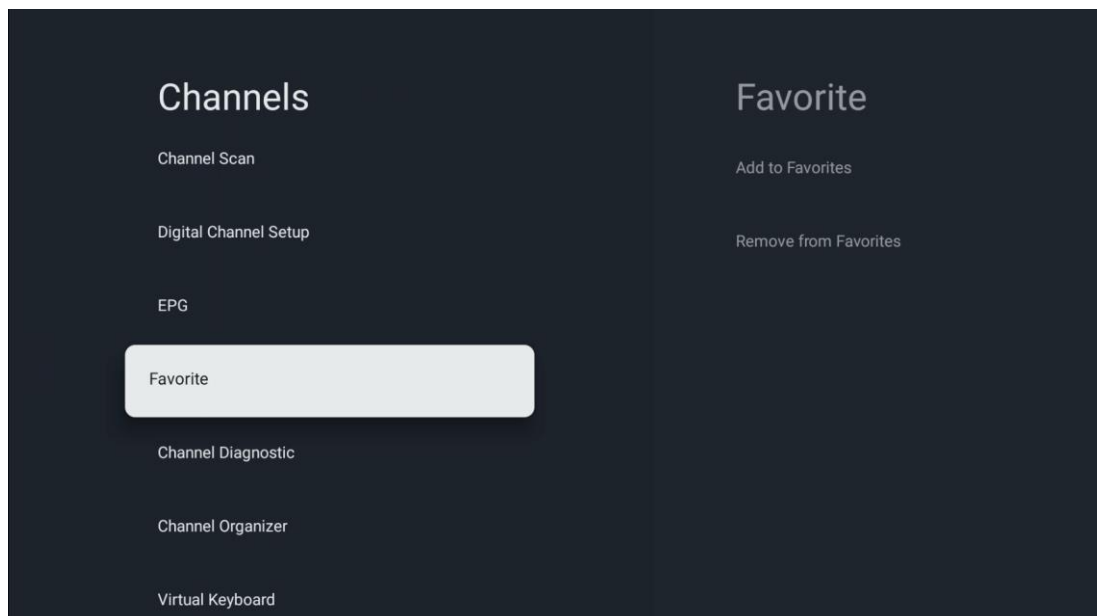 Channels
Channel Scan
Digital Channel Setup
EPG
Favorite
Channel Diagnostic
Channel Organizer
Virtual Keyboard
Favorite
Add to Favorites
Remove from Favorites